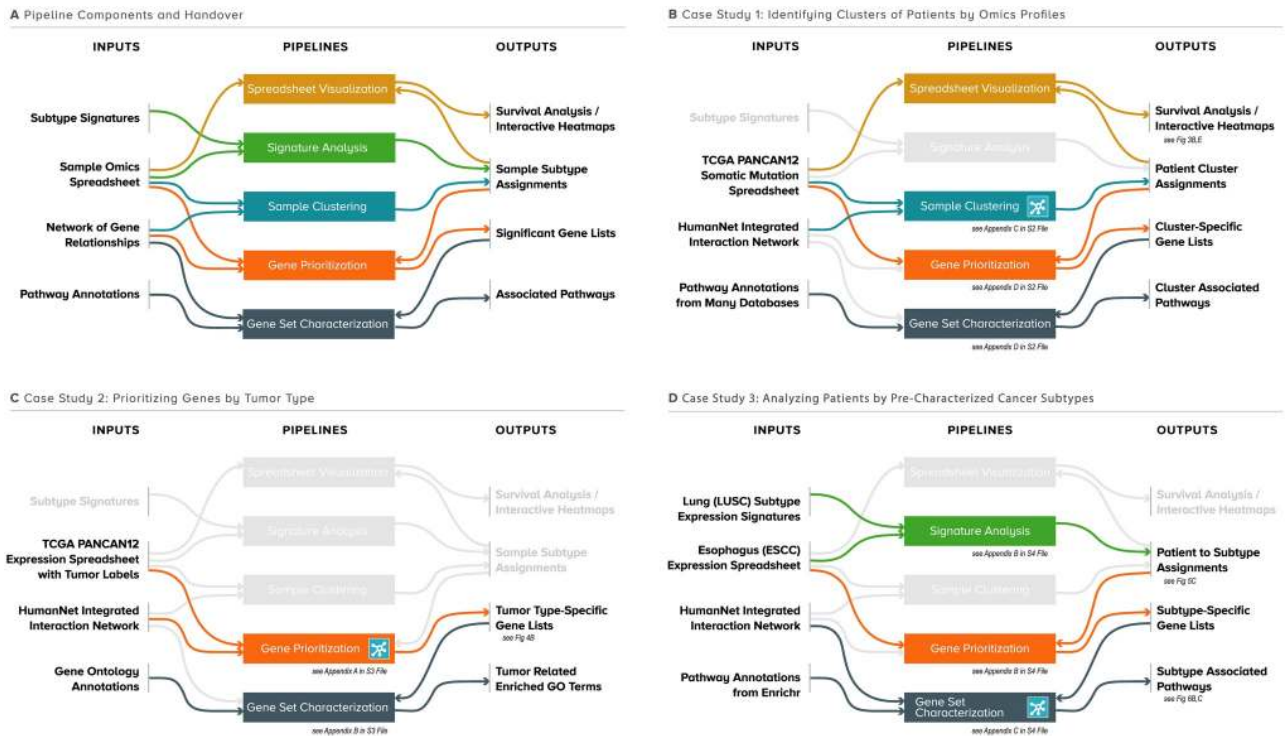 A Pipeline Components and Handover
INPUTS
PIPELINES
OUTPUTS
Subtype Signatures
Sample Omics
Spreadsheet
Network of Gene
Relationships
Pathway Annotations
Spreadsheet Visualization
Signature Analysis
Sample Clustering
Gene Prioritization
Gene Set Characterization
Survival Analysis /
Interactive Heatmaps
Sample Subtype
Assignments
Significant Gene Lists
Associated Pathways
B Case Study 1: Identifying Clusters of Patients by Omics Profiles
INPUTS
PIPELINES
OUTPUTS
Subtype Signatures
TCGA PANCAN12
Somatic Mutation
Spreadsheet
HumanNet Integrated
Interaction Network
Pathway Annotations
from Many Databases
Spreadsheet Visualization
Signature Analysis
Sample Clustering
see Appendix C in S2 File
Gene Prioritization
see Appendix D in S2 File
Gene Set Characterization
see Appendix D in S2 File
Survival Analysis /
Interactive Heatmaps
see Fig 3B,E
Patient Cluster
Assignments
Cluster-Specific
Gene Lists
Cluster Associated
Pathways
C Case Study 2: Prioritizing Genes by Tumor Type
INPUTS
PIPELINES
OUTPUTS
Subtype Signatures
TCGA PANCAN12
Expression Spreadsheet
with Tumor Labels
HumanNet Integrated
Interaction Network
Gene Ontology
Annotations
Spreadsheet Visualization
Signature Analysis
Sample Clustering
Gene Prioritization
see Appendix A in S3 File
Gene Set Characterization
see Appendix B in S3 File
Survival Analysis /
Interactive Heatmaps
Sample Subtype
Assignments
Tumor Type-Specific
Gene Lists
see Fig 4B
Tumor Related
Enriched GO Terms
D Case Study 3: Analyzing Patients by Pre-Characterized Cancer Subtypes
INPUTS
PIPELINES
OUTPUTS
Lung (LUSC) Subtype
Expression Signatures
Esophagus (ESCC)
Expression Spreadsheet
HumanNet Integrated
Interaction Network
Pathway Annotations
from Enrichr
Spreadsheet Visualization
Signature Analysis
see Appendix B in S4 File
Sample Clustering
Gene Prioritization
see Appendix B in S4 File
Gene Set
Characterization
see Appendix C in S4 File
Survival Analysis /
Interactive Heatmaps
Patient to Subtype
Assignments
see Fig 5C
Subtype-Specific
Gene Lists
Subtype Associated
Pathways
see Fig 6B,C